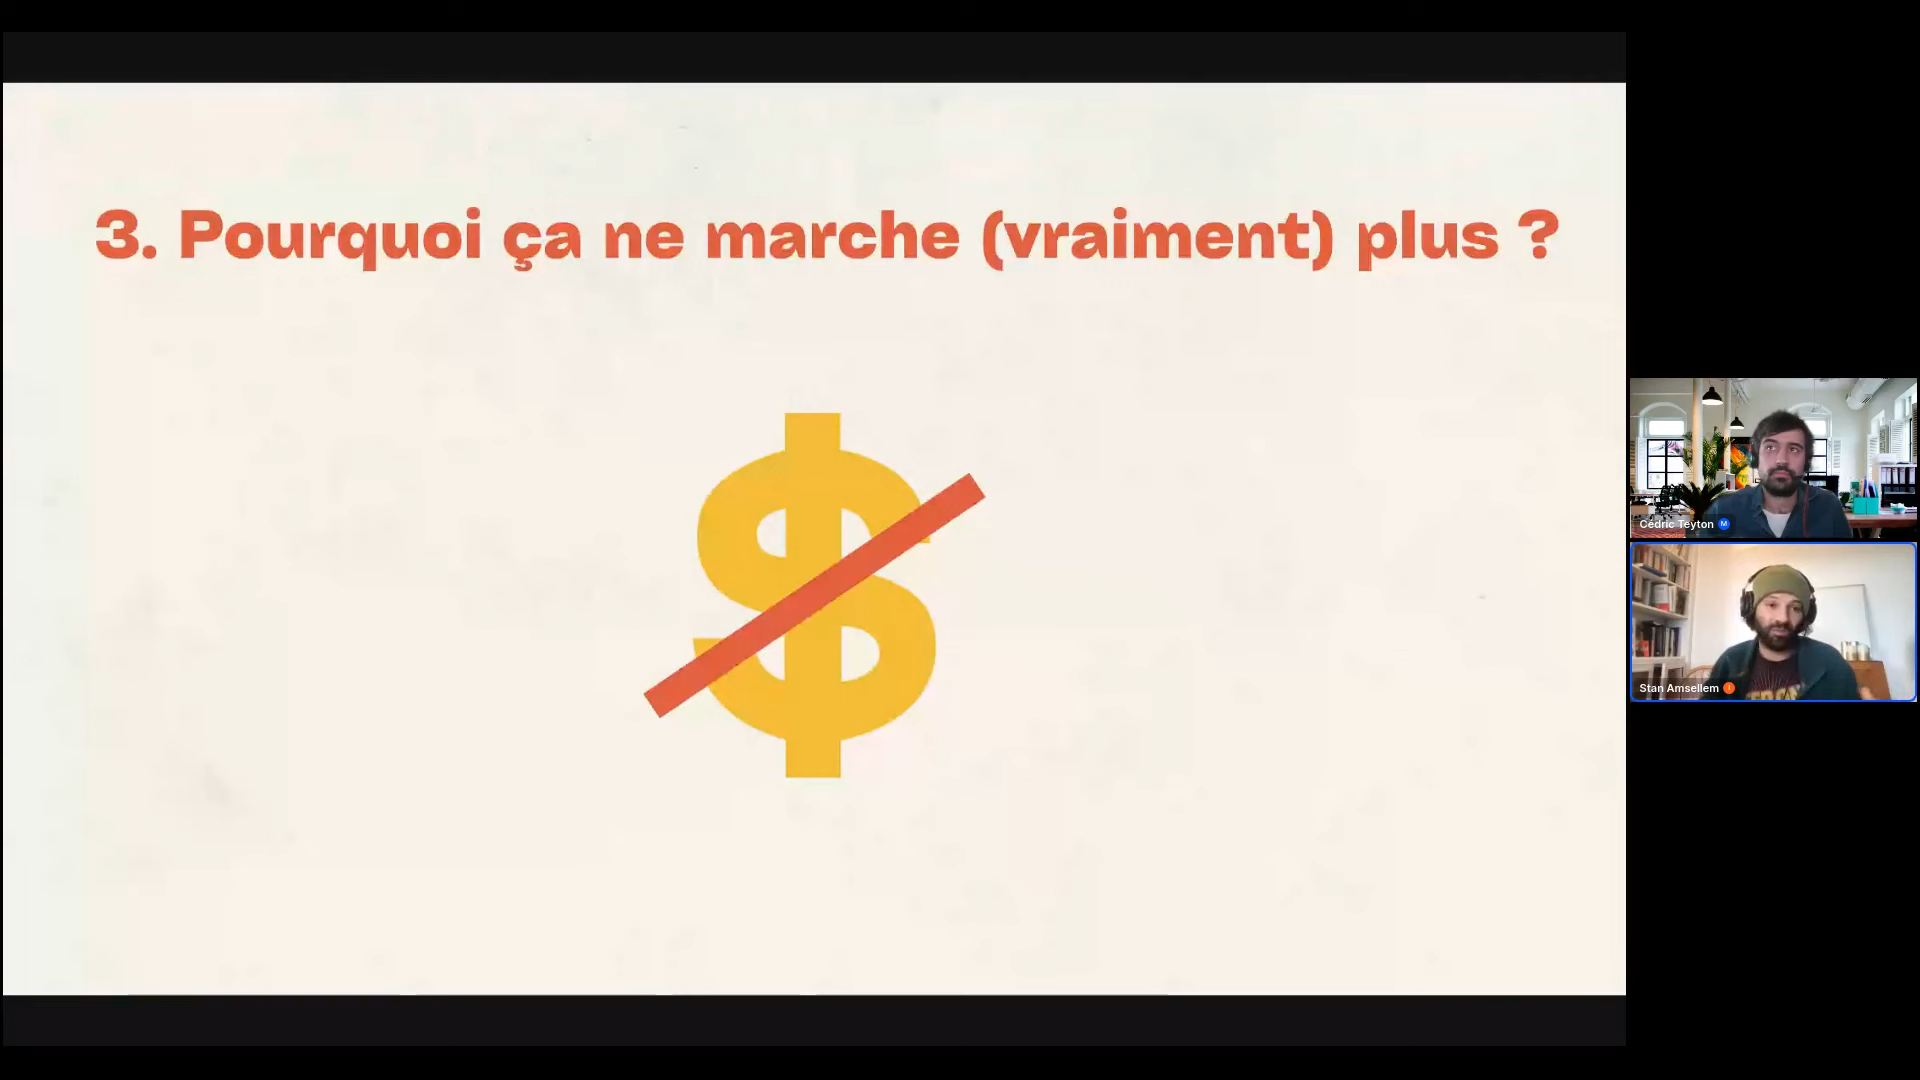 3. Pourquoi ça ne marche (vraiment) plus ?
$
Cédric Teyton M
Stan Amsellem I